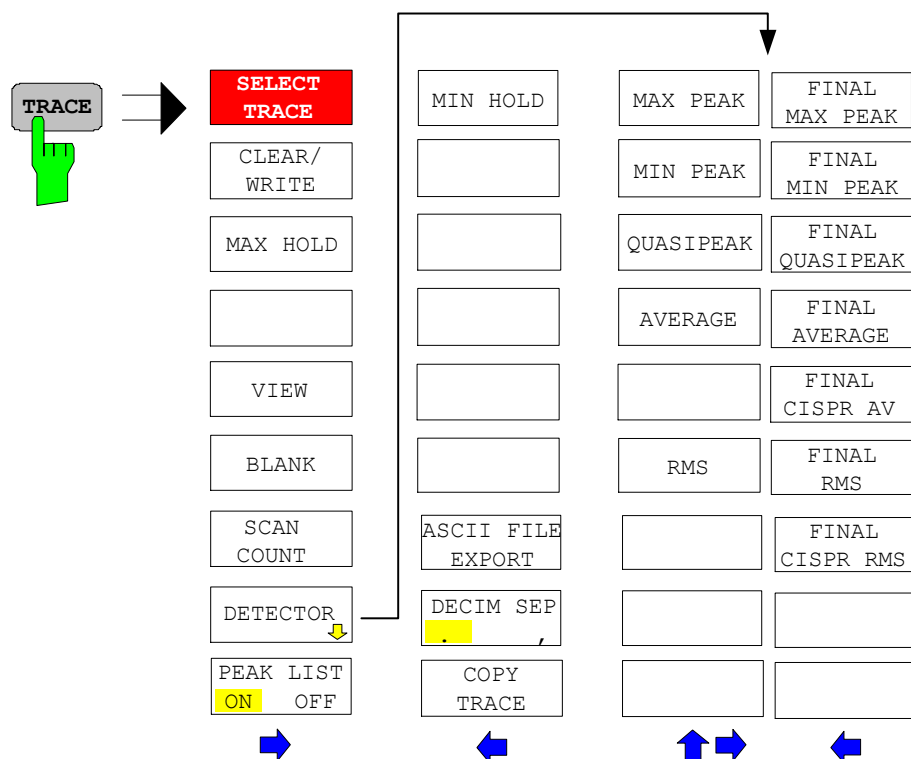 TRACE
SELECT
TRACE
CLEAR/
WRITE
MAX HOLD
VIEW
BLANK
SCAN
COUNT
DETECTOR
PEAK LIST
ON OFF
MIN HOLD
ASCII FILE
EXPORT
DECIM SEP
. ,
COPY
TRACE
MAX PEAK
MIN PEAK
QUASIPEAK
AVERAGE
RMS
FINAL
MAX PEAK
FINAL
MIN PEAK
FINAL
QUASIPEAK
FINAL
AVERAGE
FINAL
CISPR AV
FINAL
RMS
FINAL
CISPR RMS